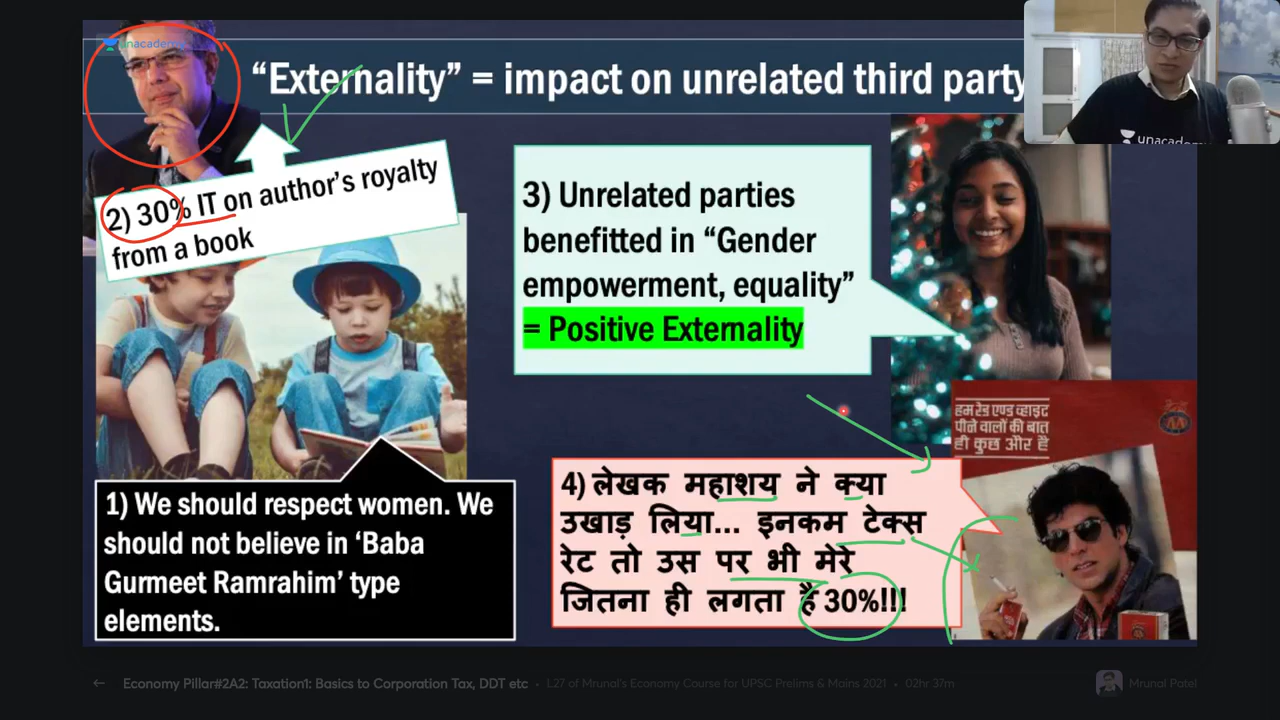 unacademy
“Externality” = impact on unrelated third party
unacademy
2) 30% IT on author’s royalty
from a book
3) Unrelated parties
benefitted in “Gender
empowerment, equality”
= Positive Externality
1) We should respect women. We
should not believe in ‘Baba
Gurmeet Ramrahim’ type
elements.
हम रैड एण्ड व्हाइट
पीने वालों की बात
ही कुछ और है
4) लेखक महाशय ने क्या
उखाड़ लिया... इनकम टेक्स
रेट तो उस पर भी मेरे
जितना ही लगता है 30%!!!
Economy Pillar#2A2: Taxation1: Basics to Corporation Tax, DDT etc • L27 of Mrunal's Economy Course for UPSC Prelims & Mains 2021 • 02hr 37m
Mrunal Patel